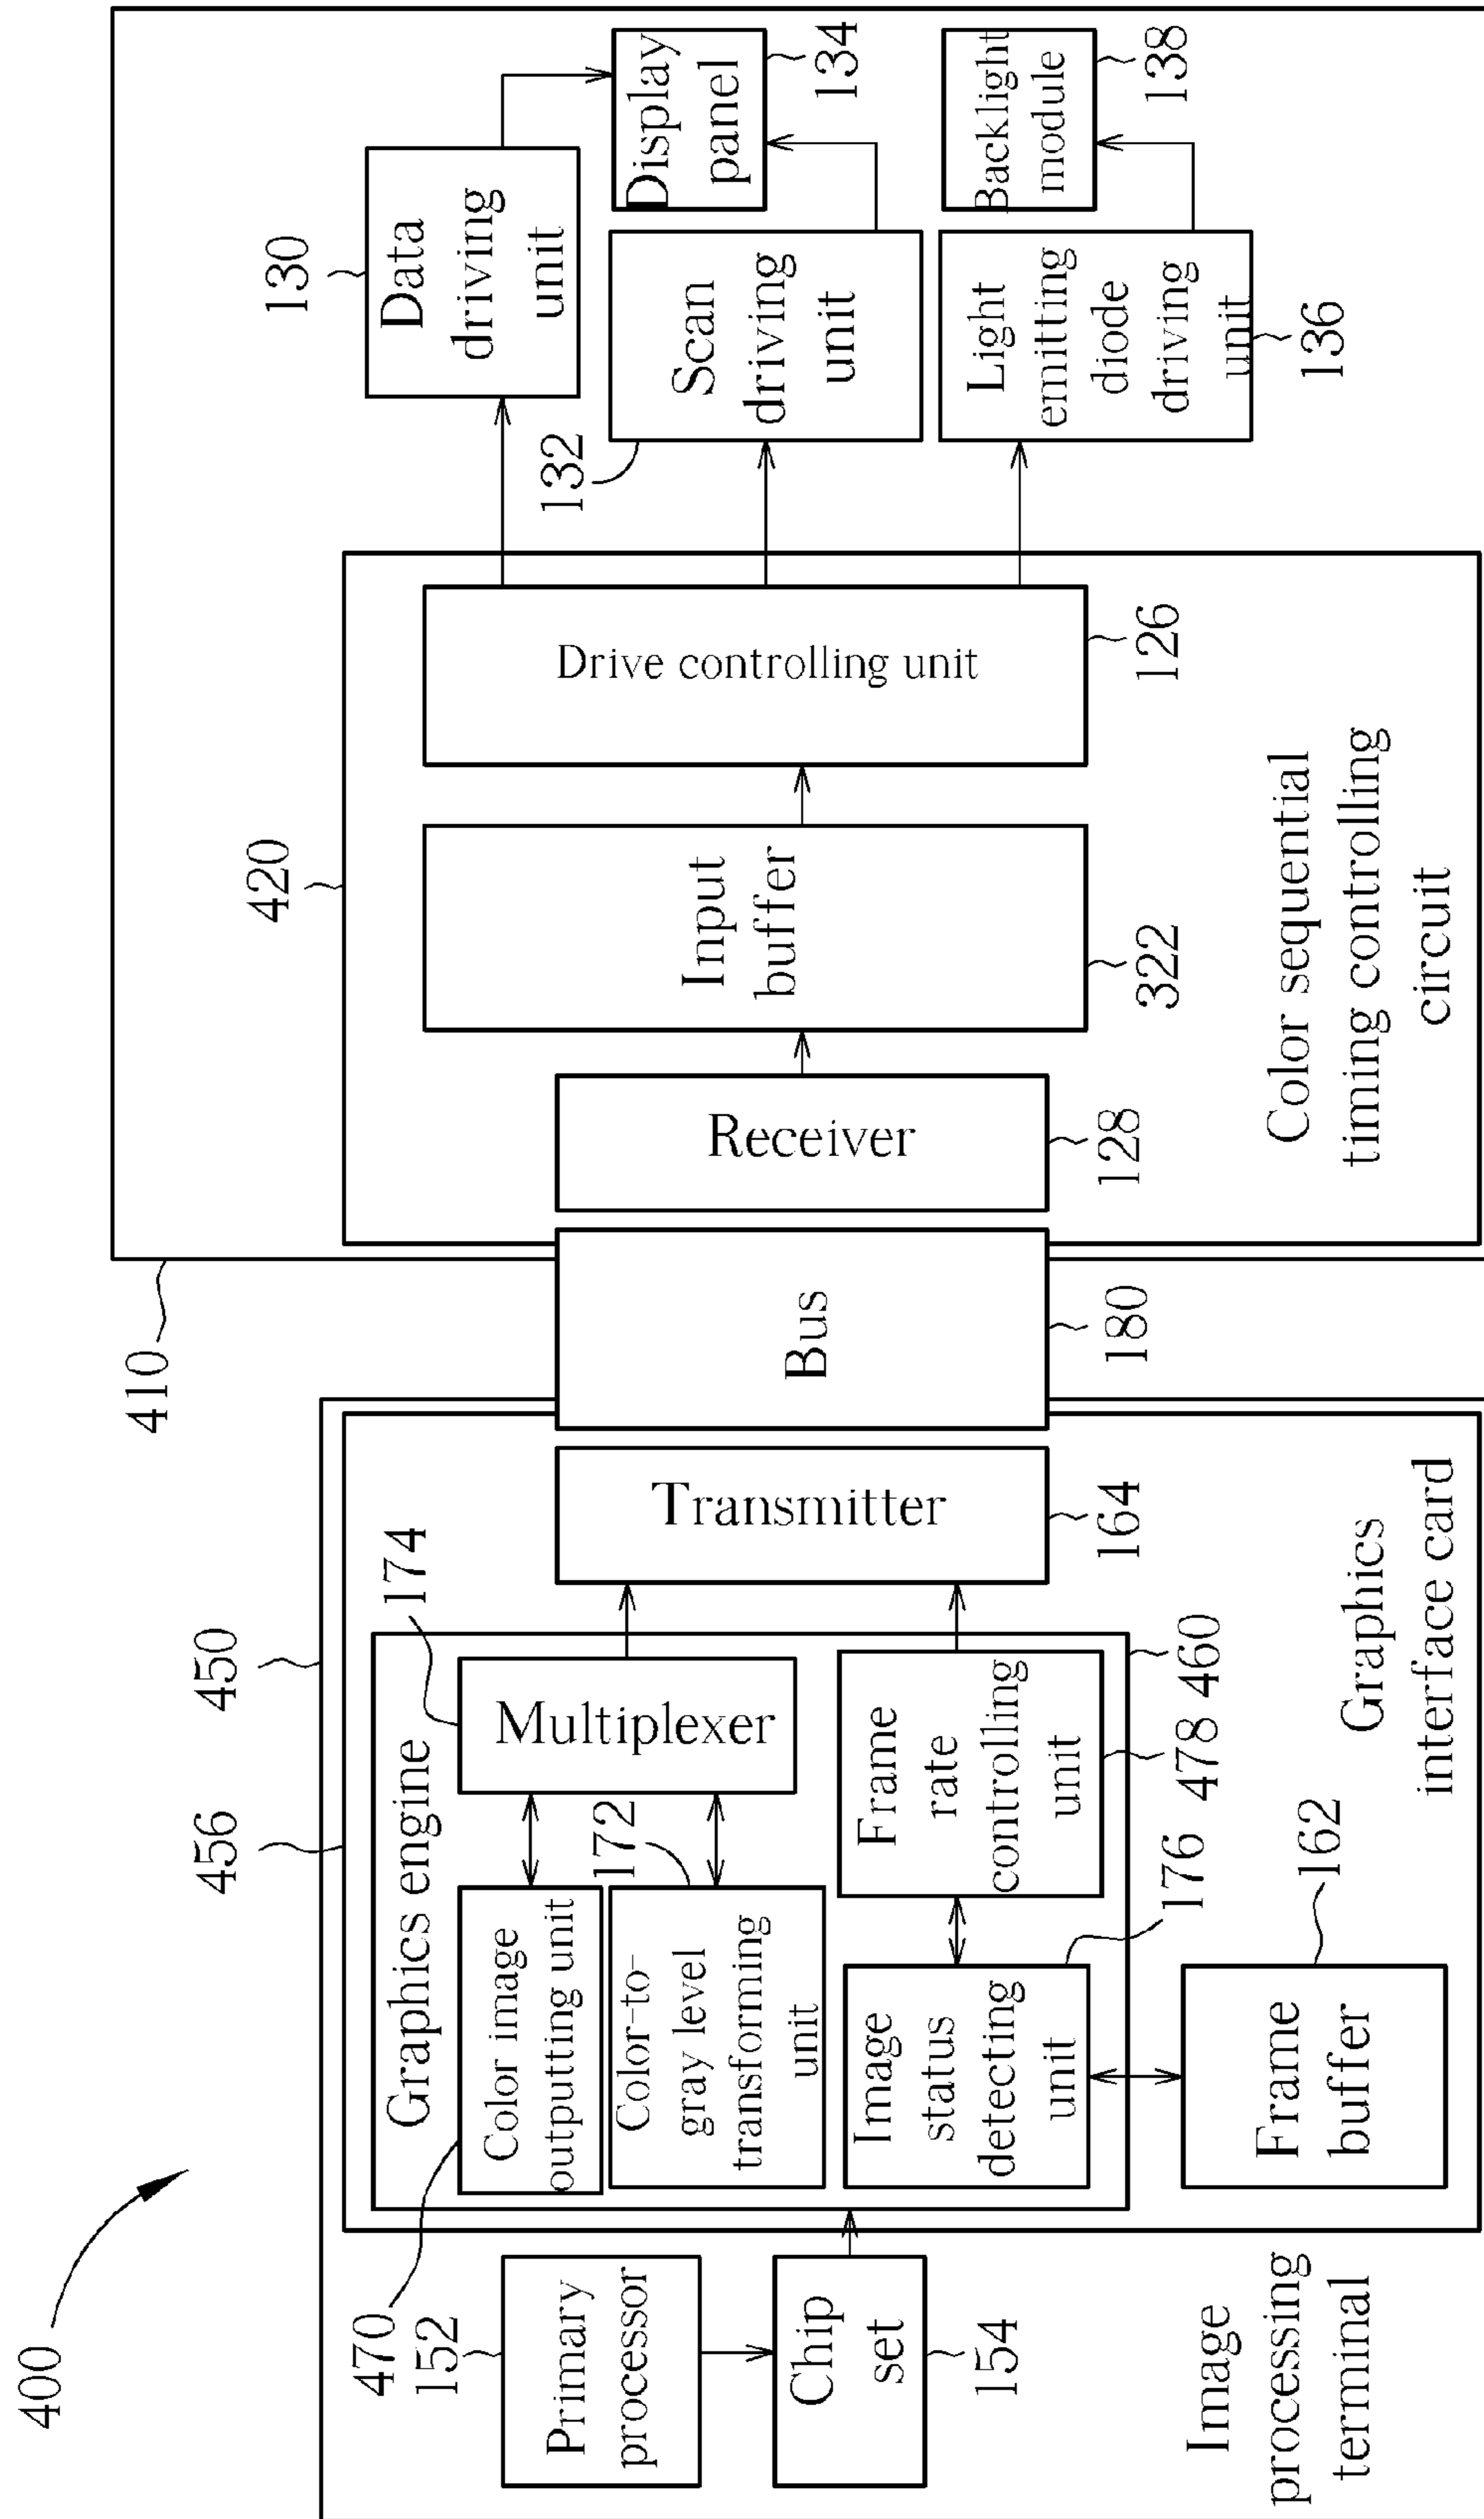 400
410
420
450
456
460
470
152
Primary
processor
Chip
set
154
Image
processing
terminal
Graphics engine
Color image
outputting unit
Color-to-
gray level
transforming
unit
172
Multiplexer
174
Image
status
detecting
unit
176
Frame
rate
controlling
unit
478
Frame
buffer
162
Graphics
interface card
Transmitter
164
Bus
180
Receiver
128
Input
buffer
322
Drive controlling unit
126
Color sequential
timing controlling
circuit
130
Data
driving
unit
132
Scan
driving
unit
Light
emitting
diode
driving
unit
136
Display
panel
134
Backlight
module
138